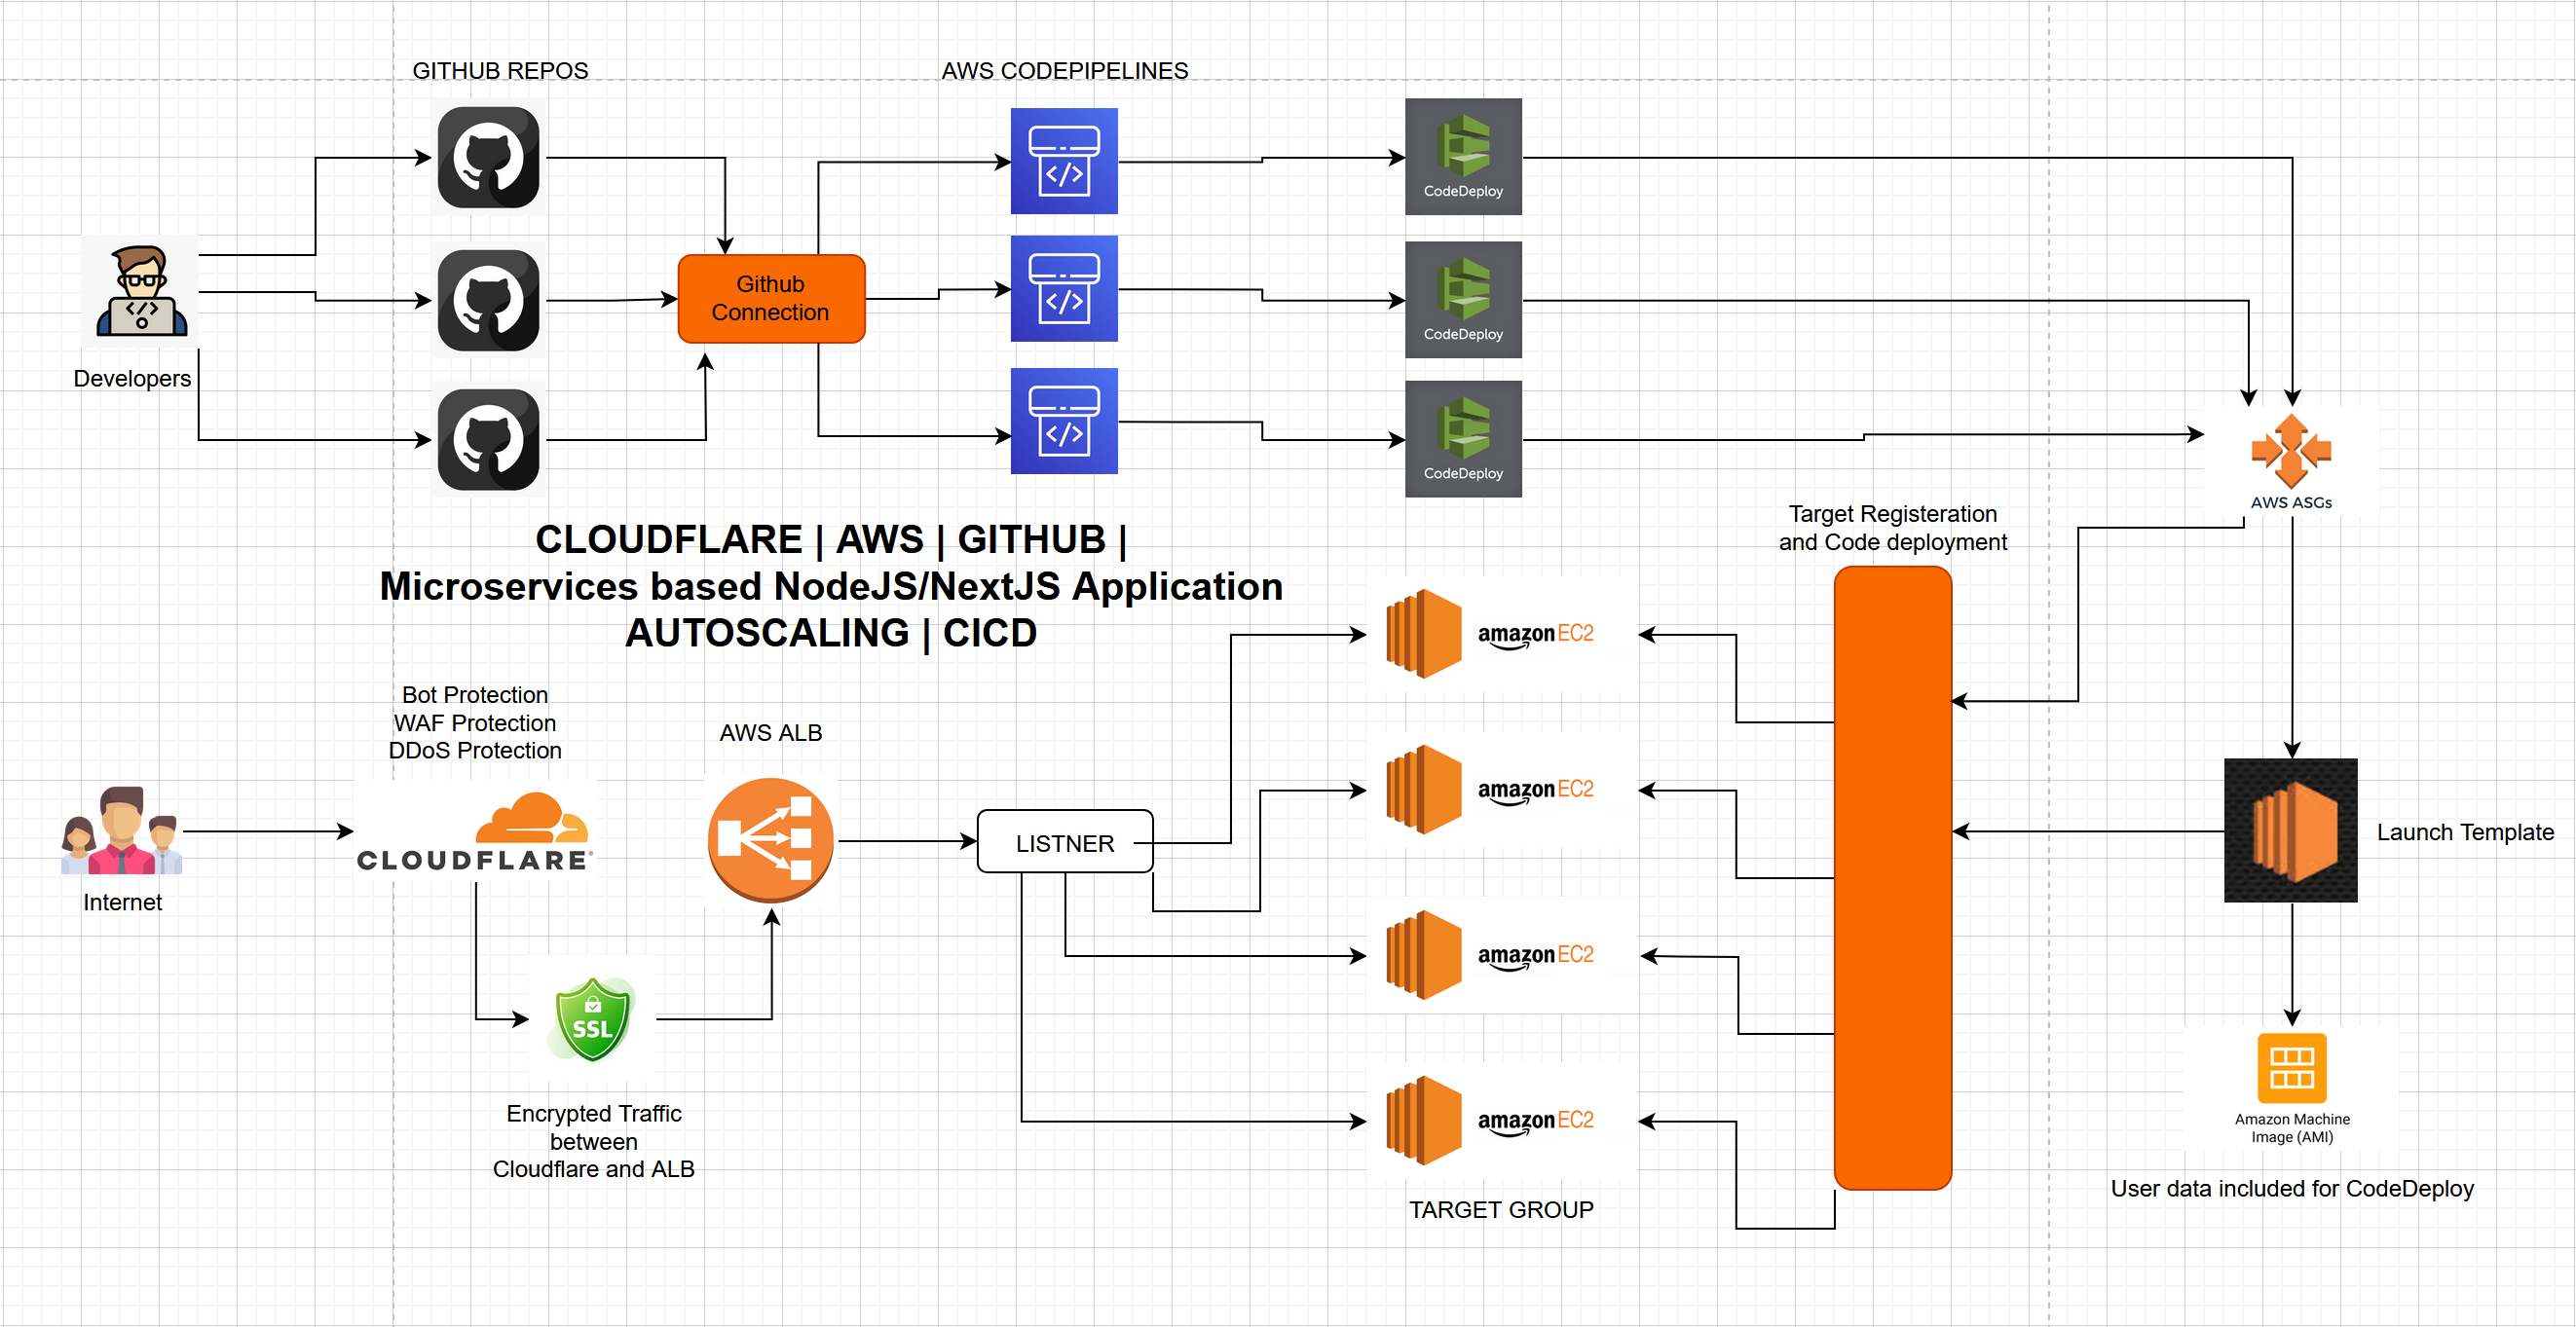 GITHUB REPOS
AWS CODEPIPELINES
</>
</>
</>
CodeDeploy
CodeDeploy
CodeDeploy
Github
Connection
</>
Developers
AWS ASGs
CLOUDFLARE | AWS | GITHUB |
Microservices based NodeJS/NextJS Application
AUTOSCALING | CICD
Target Registeration
and Code deployment
Bot Protection
WAF Protection
DDoS Protection
CLOUDFLARE
Internet
AWS ALB
LISTNER
amazon EC2
amazon EC2
amazon EC2
amazon EC2
TARGET GROUP
Launch Template
SSL
Encrypted Traffic
between
Cloudflare and ALB
Amazon Machine
Image (AMI)
User data included for CodeDeploy